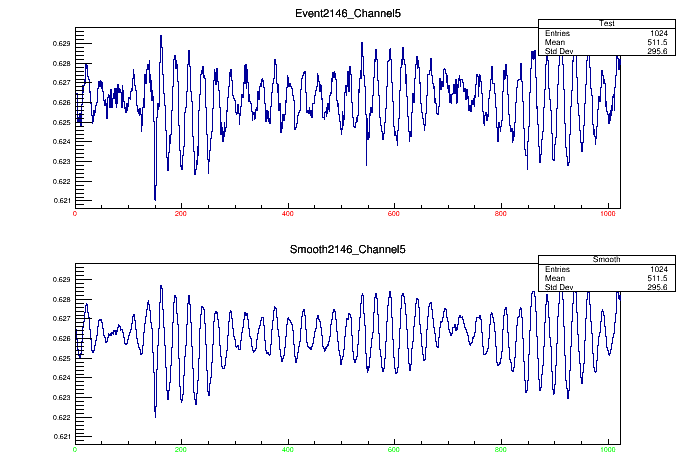 Event2146_Channel5
Test
Entries 1024
Mean 511.5
Std Dev 295.6
0.629
0.628
0.627
0.626
0.625
0.624
0.623
0.622
0.621
0 200 400 600 800 1000
Smooth2146_Channel5
Smooth
Entries 1024
Mean 511.5
Std Dev 295.6
0.629
0.628
0.627
0.626
0.625
0.624
0.623
0.622
0.621
0 200 400 600 800 1000